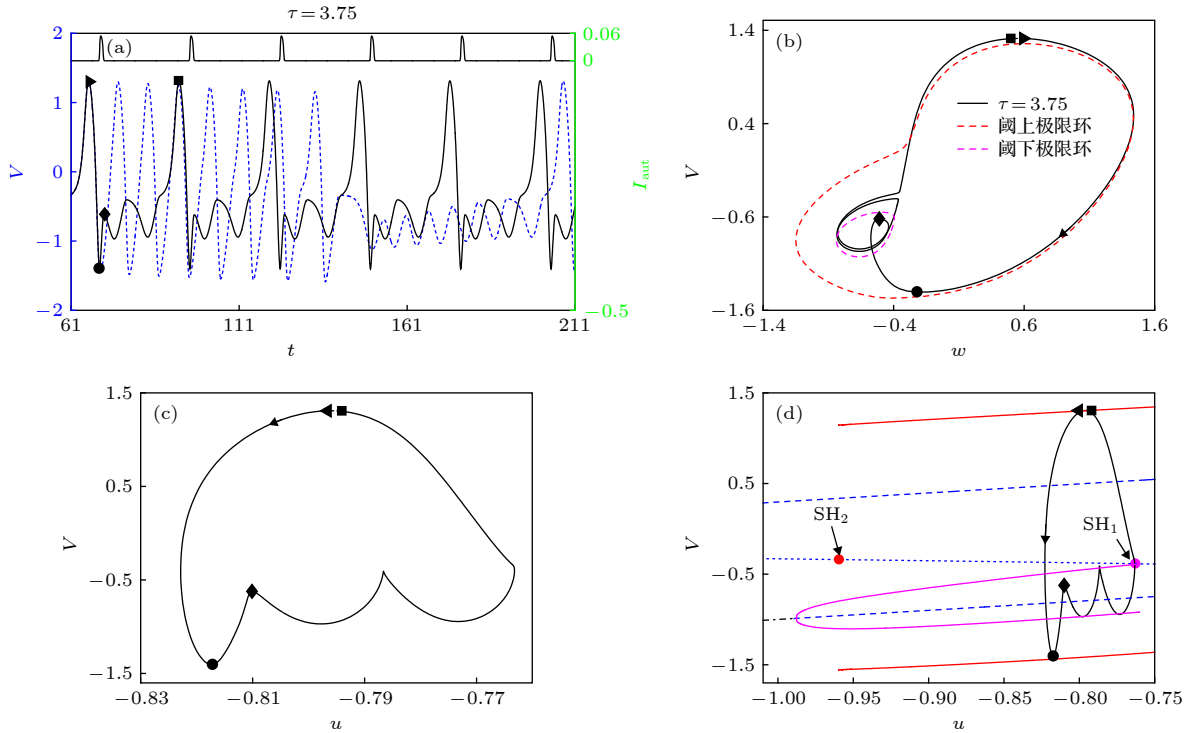 τ = 3.75
(a)
2
1
0
−1
−2
V
0.06
0
−0.5
I_aut
61
111
161
211
t
(b)
1.4
0.4
−0.6
−1.6
V
τ = 3.75
阈上极限环
阈下极限环
−1.4
−0.4
0.6
1.6
w
(c)
1.5
0.5
−0.5
−1.5
V
−0.83
−0.81
−0.79
−0.77
u
(d)
1.5
0.5
−0.5
−1.5
V
SH₂
SH₁
−1.00
−0.95
−0.90
−0.85
−0.80
−0.75
u